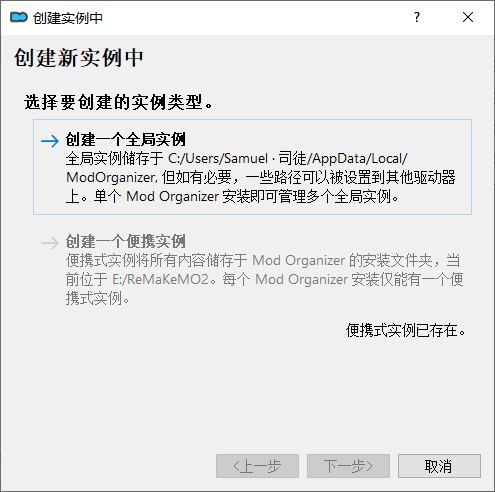 创建实例中
?
创建新实例中
选择要创建的实例类型。
创建一个全局实例
全局实例储存于 C:/Users/Samuel · 司徒/AppData/Local/
ModOrganizer, 但如有必要，一些路径可以被设置到其他驱动器
上。单个 Mod Organizer 安装即可管理多个全局实例。
创建一个便携实例
便携式实例将所有内容储存于 Mod Organizer 的安装文件夹，当
前位于 E:/ReMaKeMO2。每个 Mod Organizer 安装仅能有一个便
携式实例。
便携式实例已存在。
<上一步 下一步> 取消